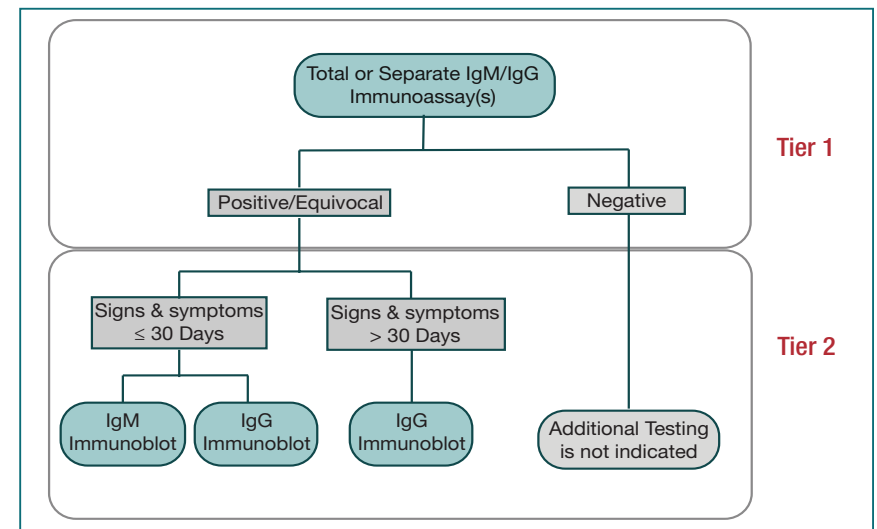 Total or Separate IgM/IgG
Immunoassay(s)
Tier 1
Positive/Equivocal
Negative
Signs & symptoms
≤ 30 Days
Signs & symptoms
> 30 Days
Tier 2
IgM
Immunoblot
IgG
Immunoblot
IgG
Immunoblot
Additional Testing
is not indicated